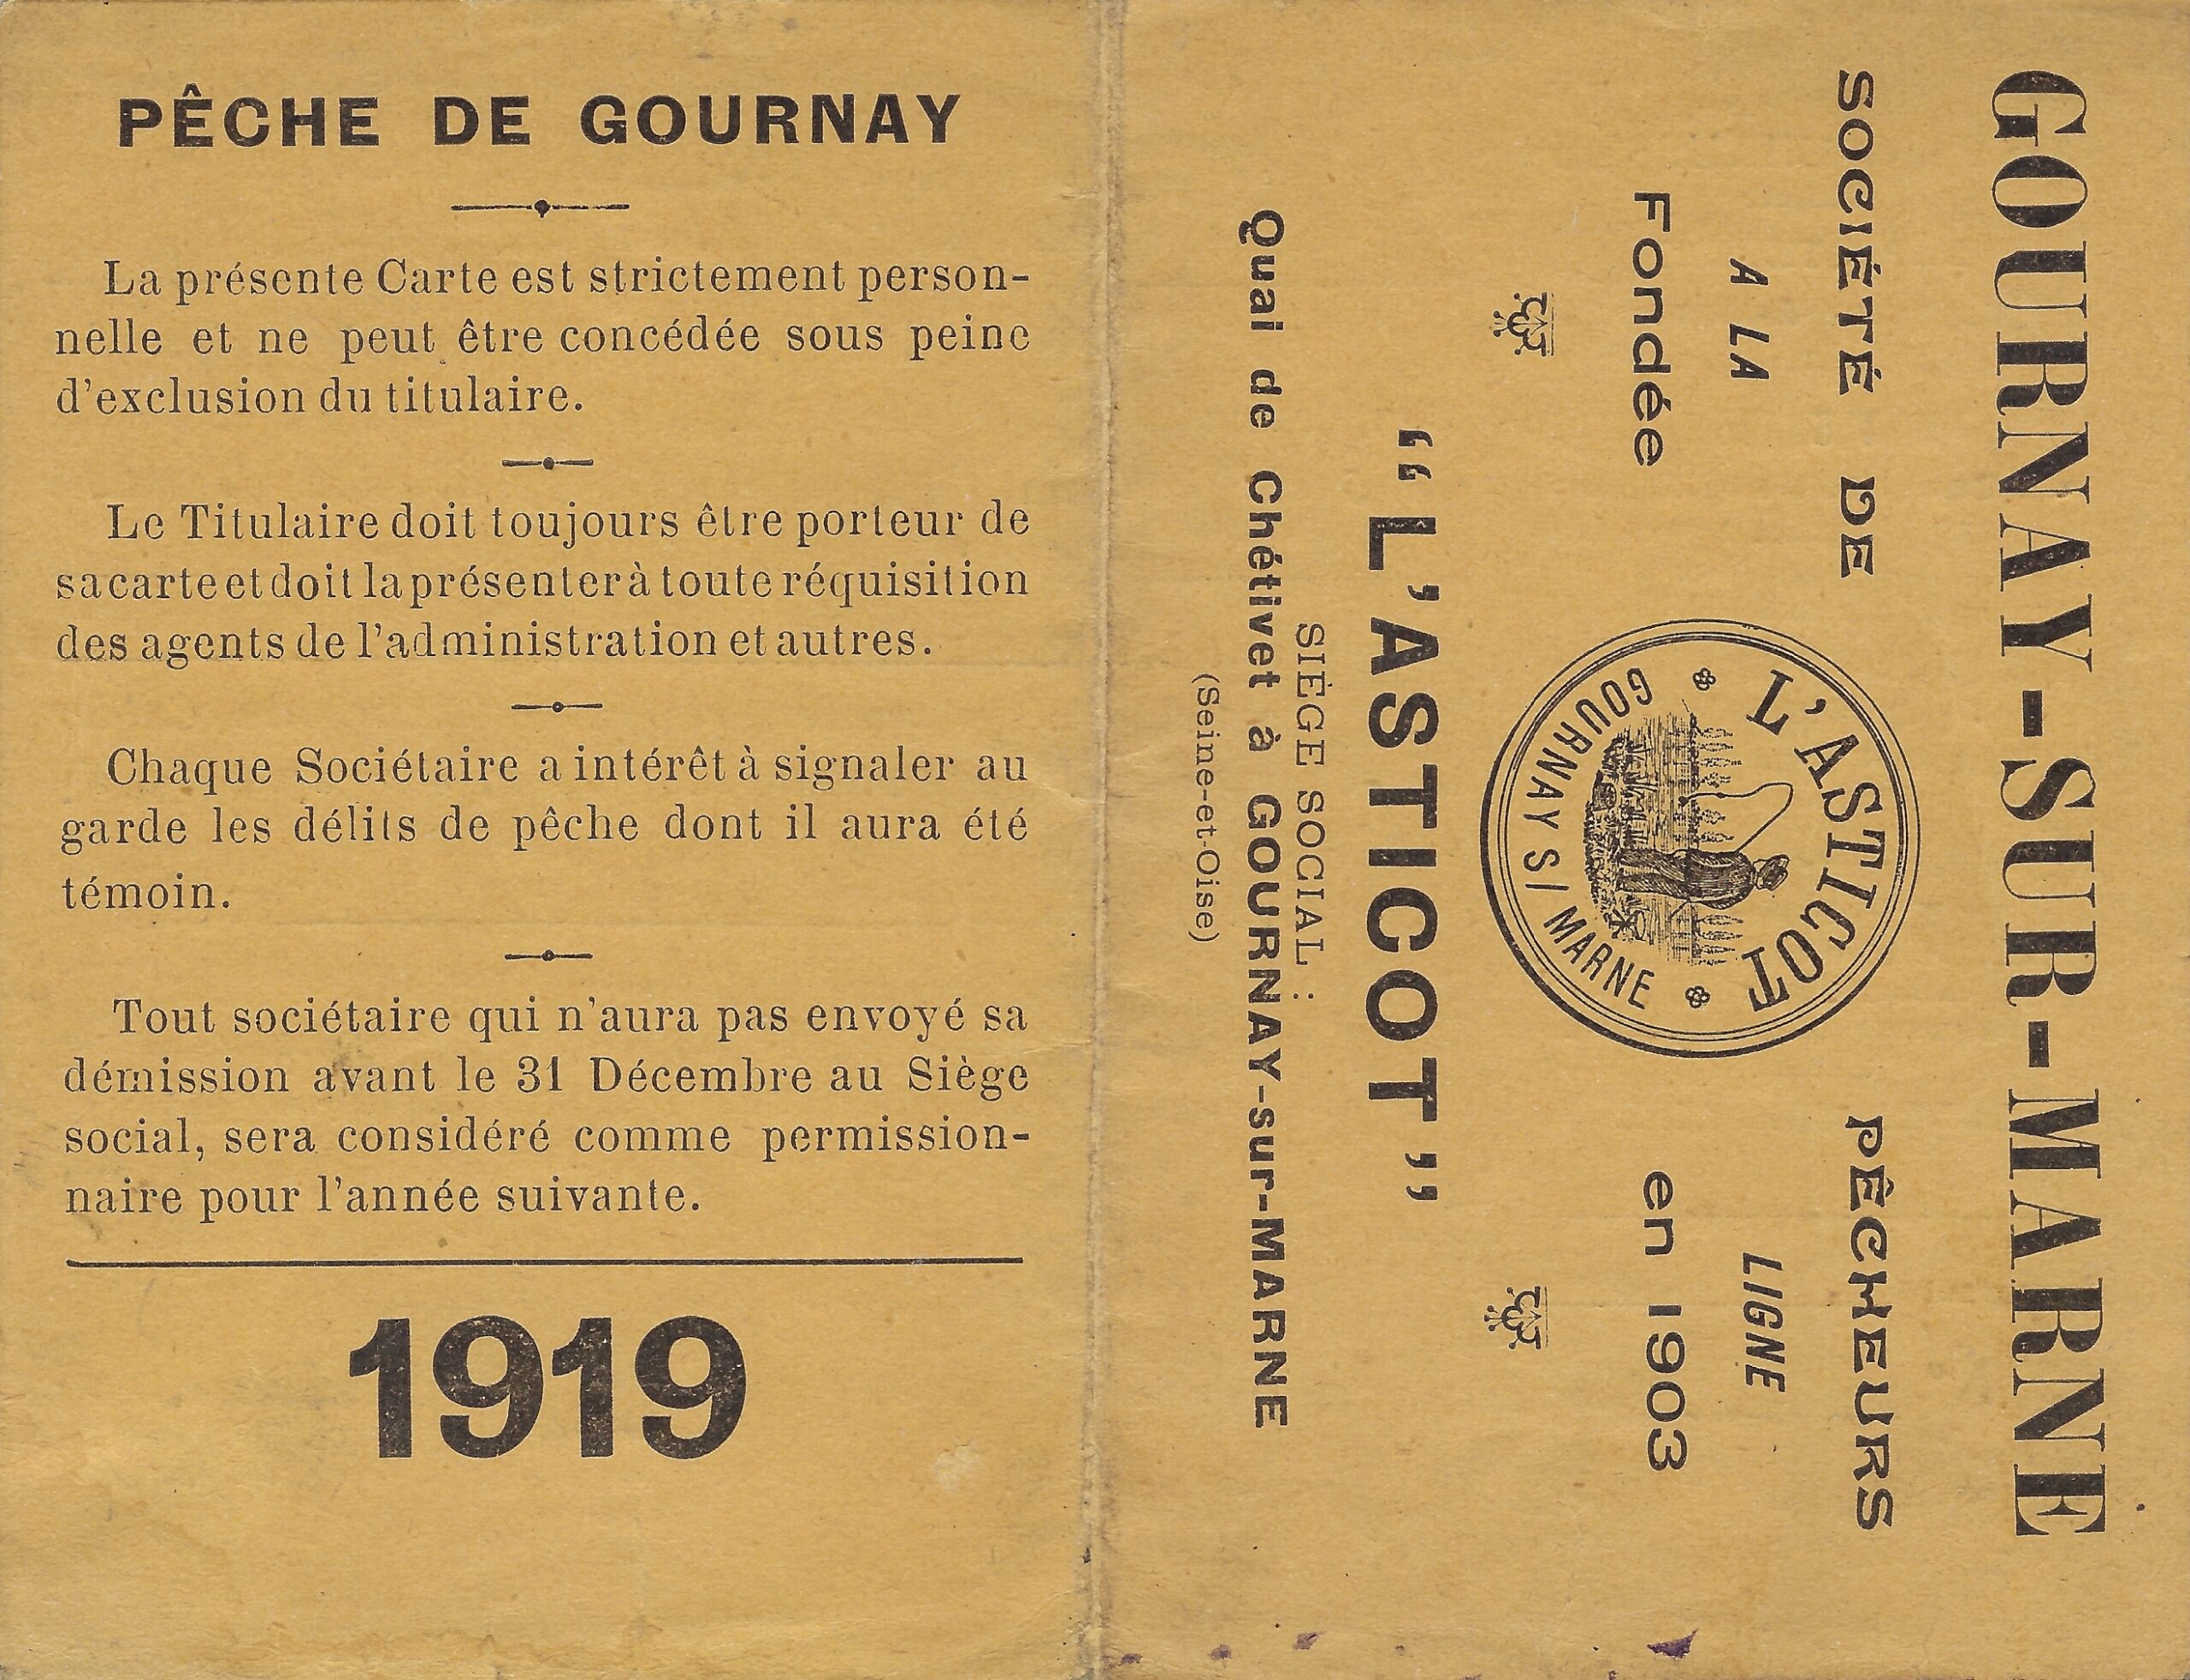 PÊCHE DE GOURNAY
La présente Carte est strictement person-
nelle et ne peut être concédée sous peine
d'exclusion du titulaire.
Le Titulaire doit toujours être porteur de
sa carte et doit la présenter à toute réquisition
des agents de l'administration et autres.
Chaque Sociétaire a intérêt à signaler au
garde les délits de pêche dont il aura été
témoin.
Tout sociétaire qui n'aura pas envoyé sa
démission avant le 31 Décembre au Siège
social, sera considéré comme permission-
naire pour l'année suivante.
1919
GOURNAY-SUR-MARNE
SOCIÉTÉ DE PÊCHEURS
A LA LIGNE
Fondée en 1903
L'ASTICOT
GOURNAY S/ MARNE
“L'ASTICOT”
SIÈGE SOCIAL :
Quai de Chétivet à GOURNAY-sur-MARNE
(Seine-et-Oise)